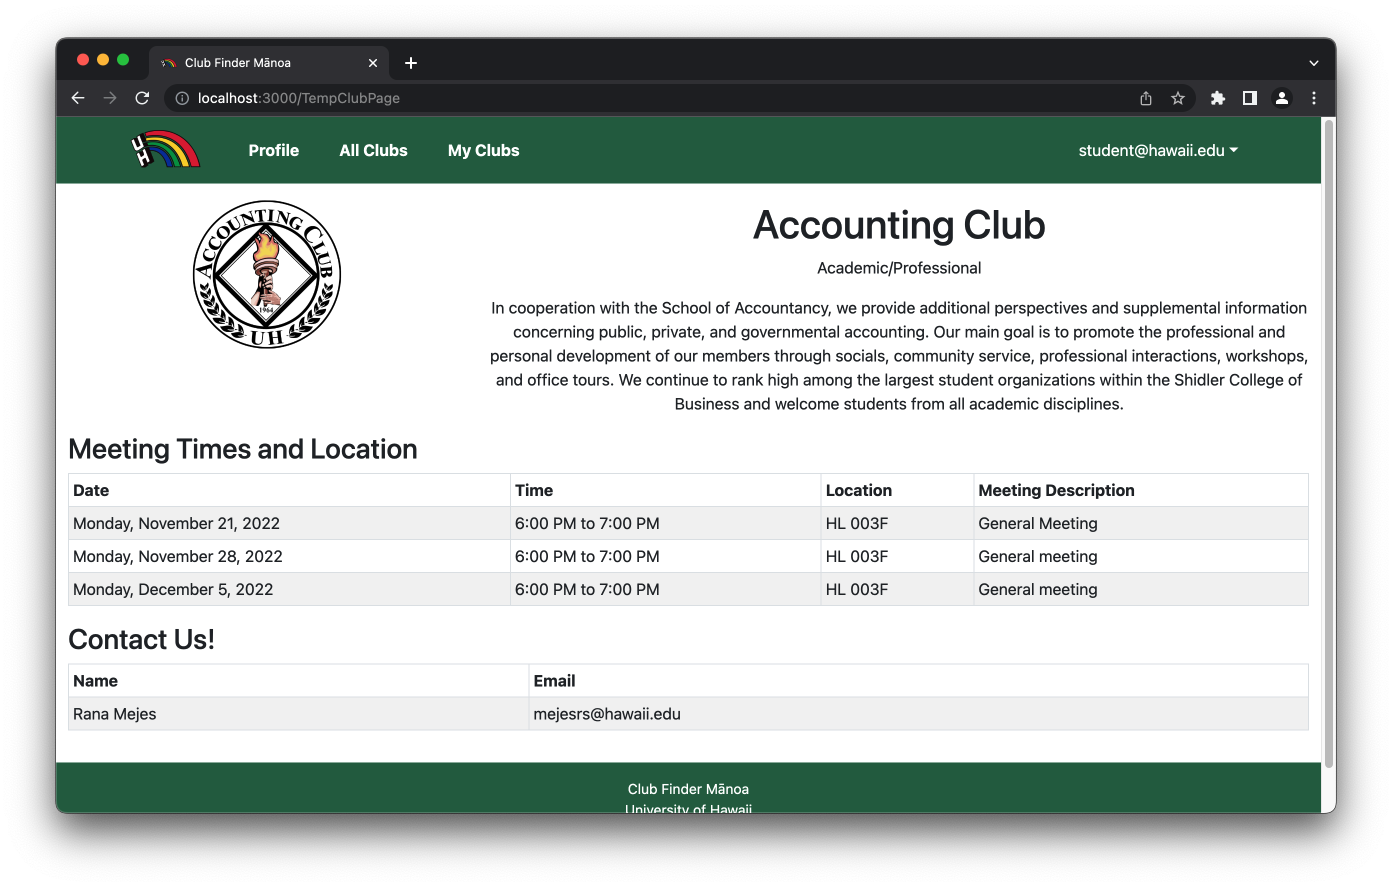 Club Finder Mānoa
localhost:3000/TempClubPage
UH
Profile
All Clubs
My Clubs
student@hawaii.edu
ACCOUNTING CLUB
1964
UH
Accounting Club
Academic/Professional
In cooperation with the School of Accountancy, we provide additional perspectives and supplemental information
concerning public, private, and governmental accounting. Our main goal is to promote the professional and
personal development of our members through socials, community service, professional interactions, workshops,
and office tours. We continue to rank high among the largest student organizations within the Shidler College of
Business and welcome students from all academic disciplines.
Meeting Times and Location
Date Time Location Meeting Description
Monday, November 21, 2022 6:00 PM to 7:00 PM HL 003F General Meeting
Monday, November 28, 2022 6:00 PM to 7:00 PM HL 003F General meeting
Monday, December 5, 2022 6:00 PM to 7:00 PM HL 003F General meeting
Contact Us!
Name Email
Rana Mejes mejesrs@hawaii.edu
Club Finder Mānoa
University of Hawaii